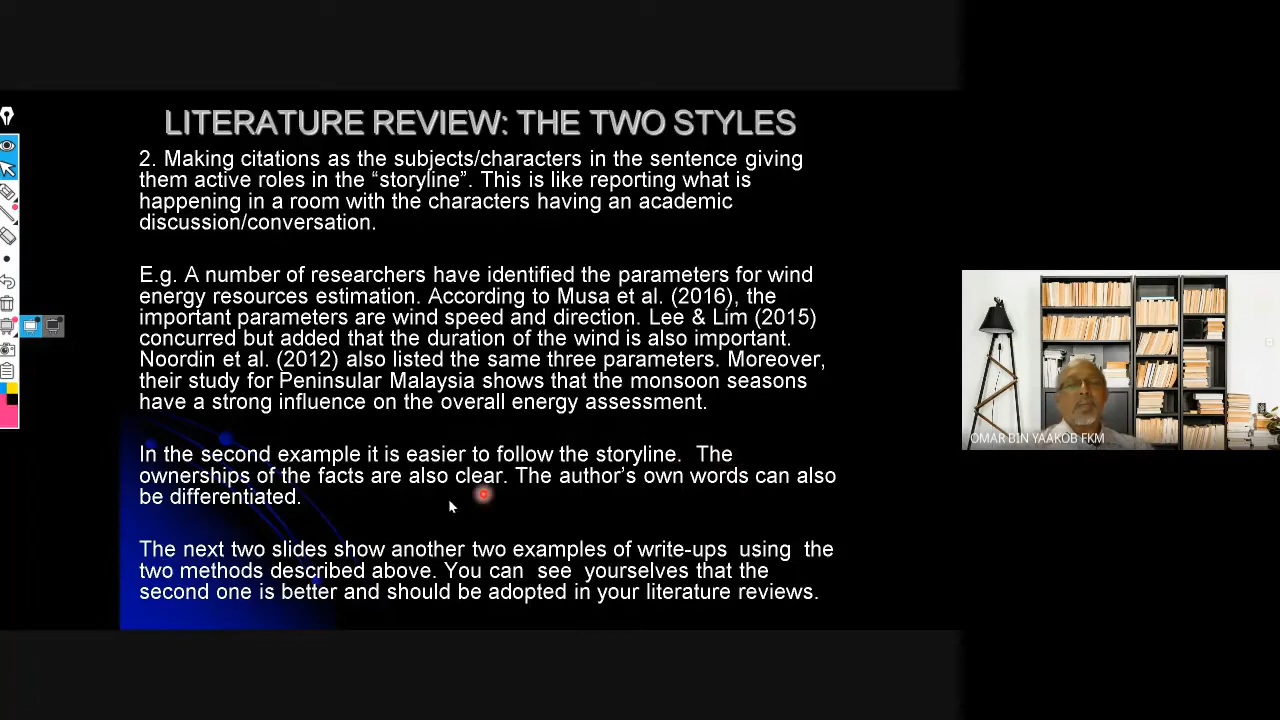 LITERATURE REVIEW: THE TWO STYLES
2. Making citations as the subjects/characters in the sentence giving
them active roles in the “storyline”. This is like reporting what is
happening in a room with the characters having an academic
discussion/conversation.
E.g. A number of researchers have identified the parameters for wind
energy resources estimation. According to Musa et al. (2016), the
important parameters are wind speed and direction. Lee & Lim (2015)
concurred but added that the duration of the wind is also important.
Noordin et al. (2012) also listed the same three parameters. Moreover,
their study for Peninsular Malaysia shows that the monsoon seasons
have a strong influence on the overall energy assessment.
In the second example it is easier to follow the storyline.  The
ownerships of the facts are also clear. The author’s own words can also
be differentiated.
The next two slides show another two examples of write-ups  using  the
two methods described above. You can  see  yourselves that the
second one is better and should be adopted in your literature reviews.
OMAR BIN YAAKOB FKM